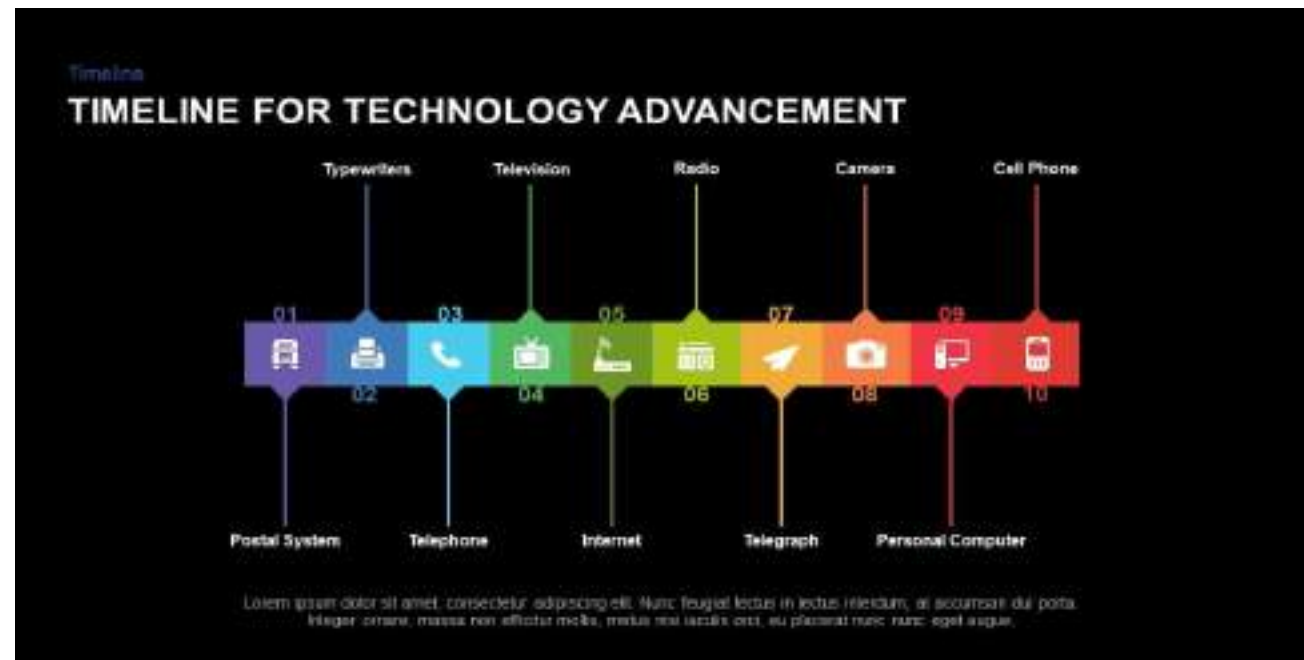 Timeline
TIMELINE FOR TECHNOLOGY ADVANCEMENT
Typewriters Television Radio Camera Cell Phone
01 03 05 07 09
02 04 06 08 10
Postal System Telephone Internet Telegraph Personal Computer
Lorem ipsum dolor sit amet, consectetur adipiscing elit. Nunc feugiat lectus in lectus interdum, at accumsan dui porta.
Integer ornare, massa non efficitur mollis, metus nisi iaculis orci, eu placerat nunc nunc eget augue.